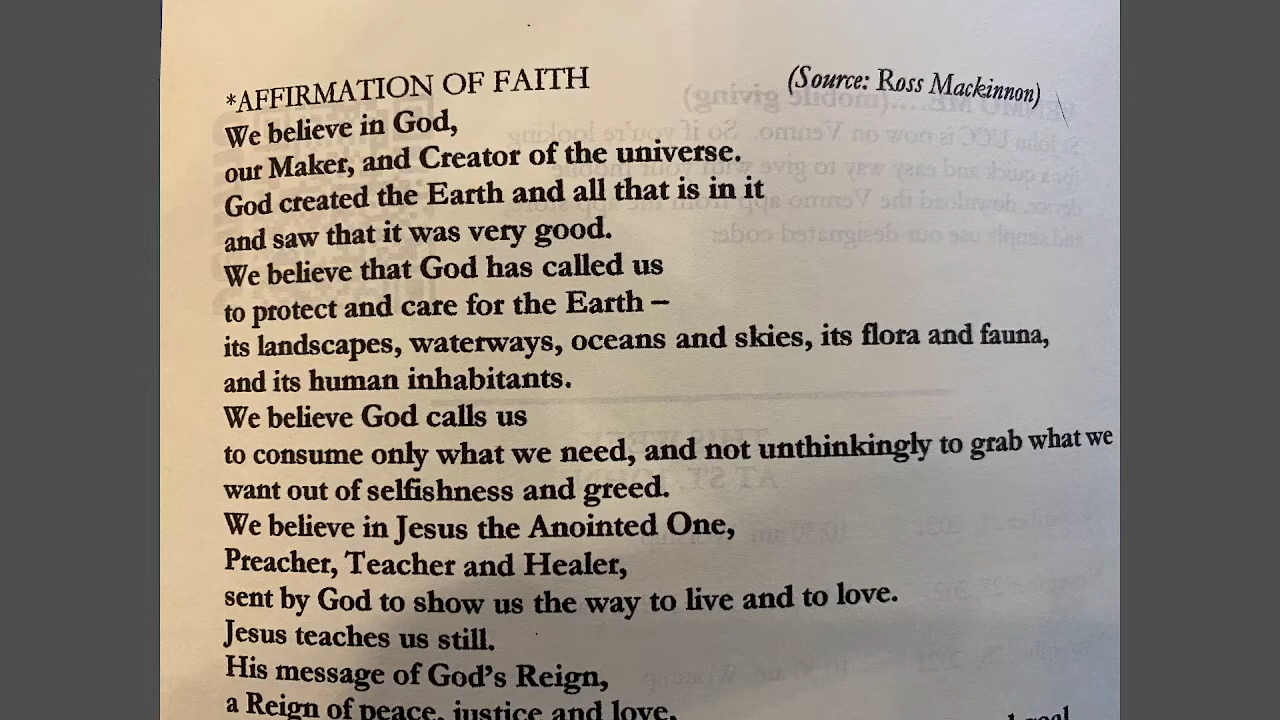 *AFFIRMATION OF FAITH (Source: Ross Mackinnon)
We believe in God,
our Maker, and Creator of the universe.
God created the Earth and all that is in it
and saw that it was very good.
We believe that God has called us
to protect and care for the Earth –
its landscapes, waterways, oceans and skies, its flora and fauna,
and its human inhabitants.
We believe God calls us
to consume only what we need, and not unthinkingly to grab what we
want out of selfishness and greed.
We believe in Jesus the Anointed One,
Preacher, Teacher and Healer,
sent by God to show us the way to live and to love.
Jesus teaches us still.
His message of God's Reign,
a Reign of peace, justice and love,